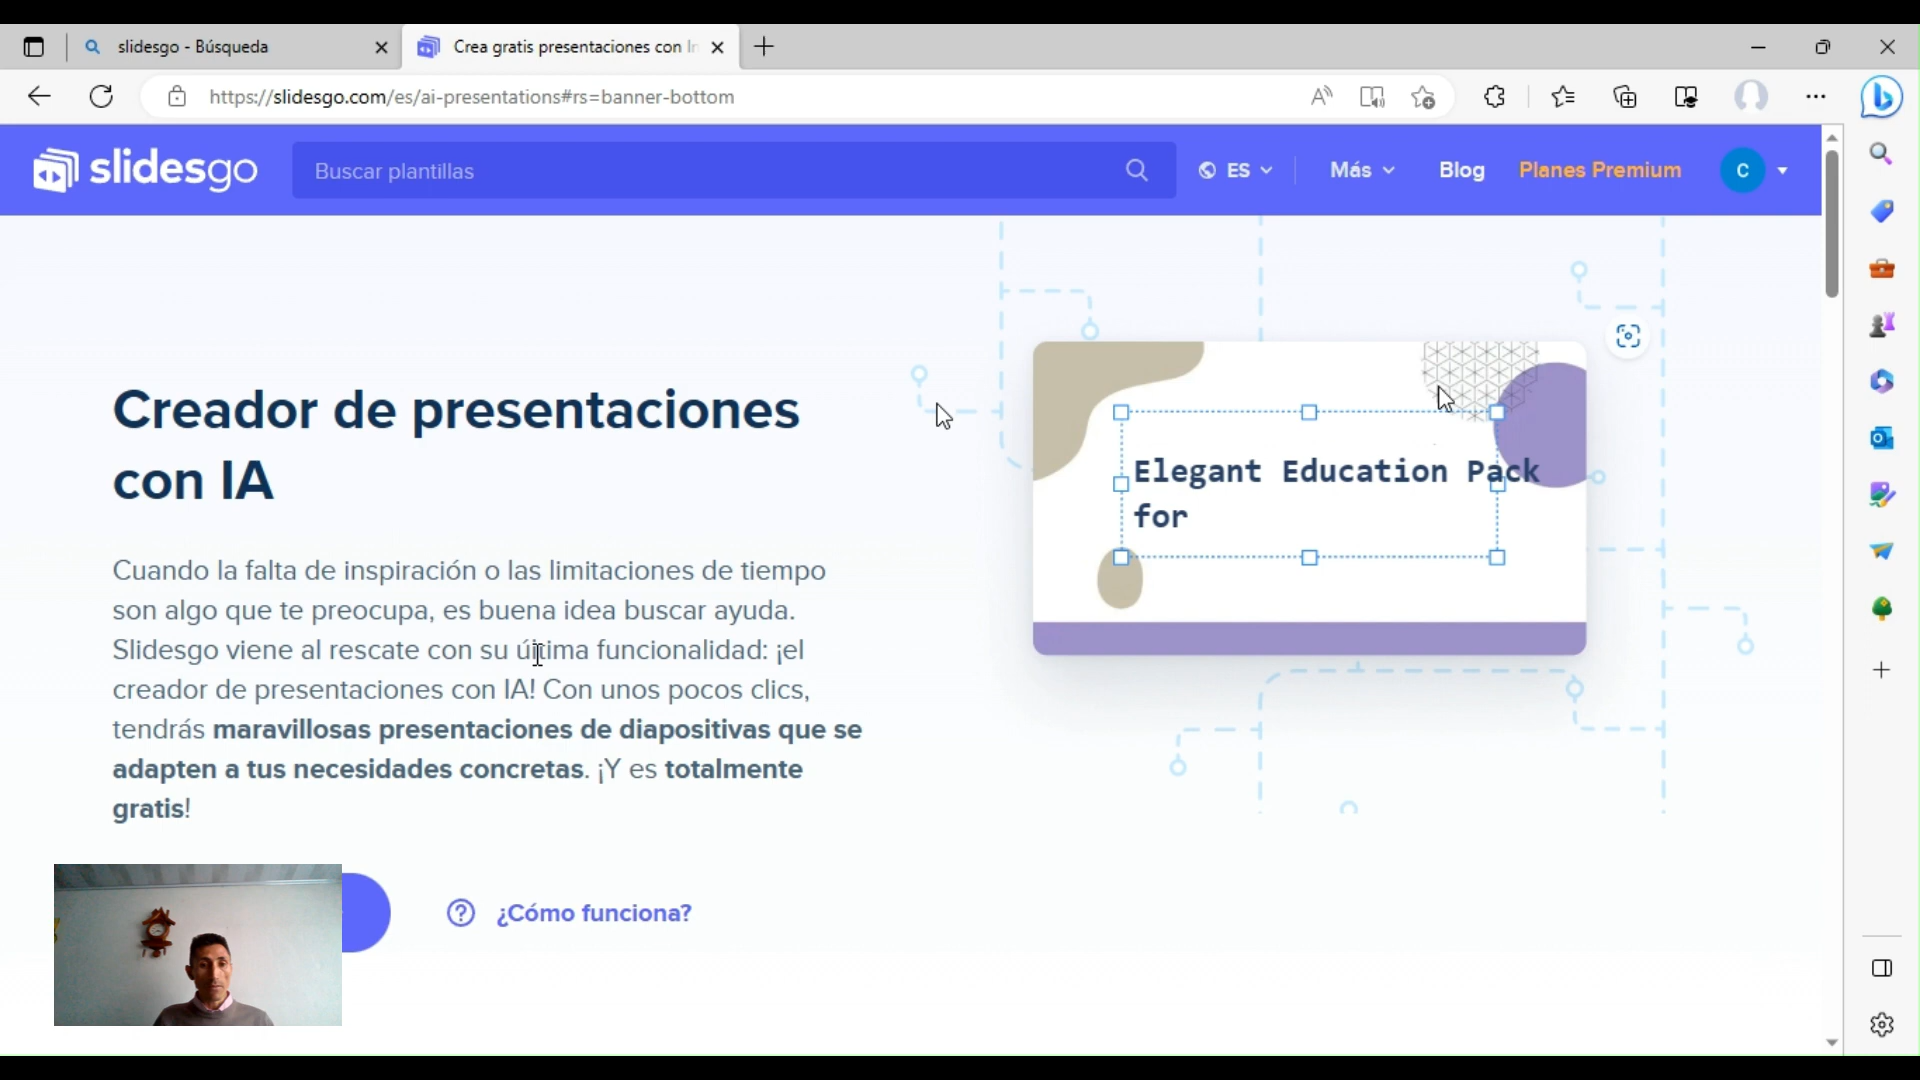 slidesgo - Búsqueda
Crea gratis presentaciones con
https://slidesgo.com/es/ai-presentations#rs=banner-bottom
slidesgo
Buscar plantillas
ES
Más
Blog
Planes Premium
C
Creador de presentaciones
con IA
Elegant Education Pack
for
Cuando la falta de inspiración o las limitaciones de tiempo
son algo que te preocupa, es buena idea buscar ayuda.
Slidesgo viene al rescate con su última funcionalidad: ¡el
creador de presentaciones con IA! Con unos pocos clics,
tendrás maravillosas presentaciones de diapositivas que se
adapten a tus necesidades concretas. ¡Y es totalmente
gratis!
¿Cómo funciona?